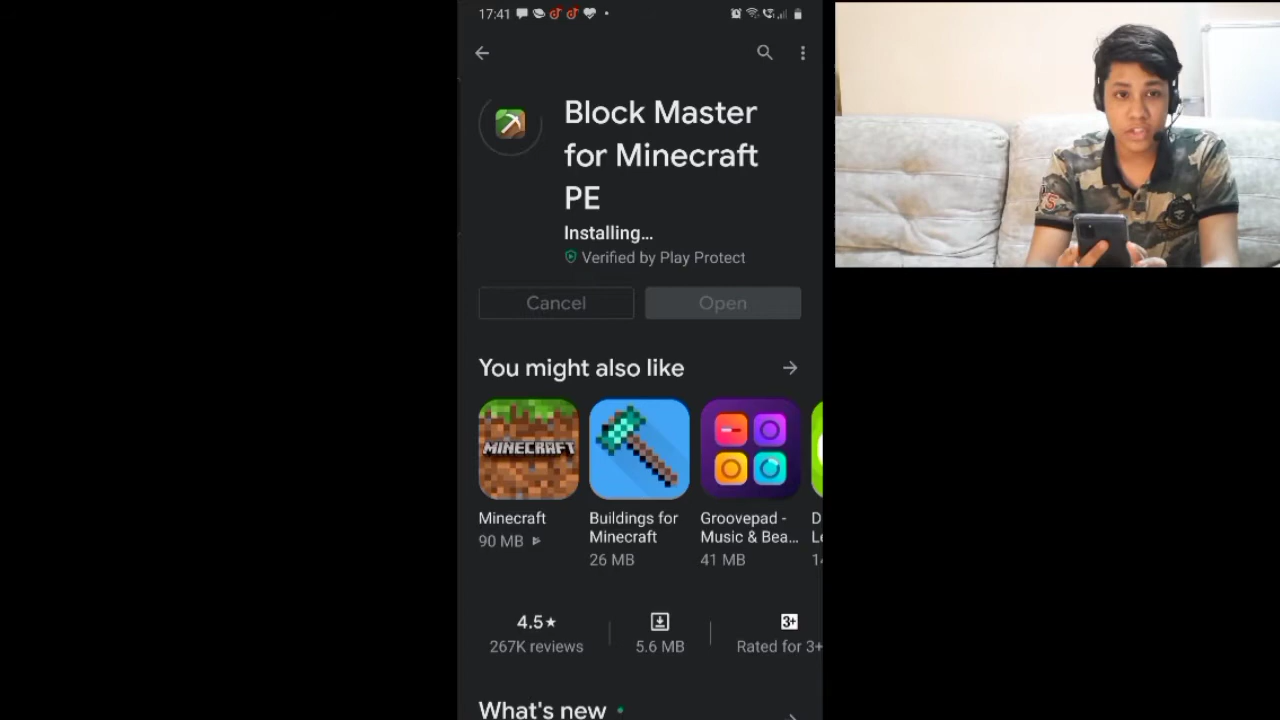 17:41
Block Master
for Minecraft
PE
Installing...
Verified by Play Protect
Cancel
Open
You might also like
MINECRAFT
Minecraft
90 MB
Buildings for
Minecraft
26 MB
Groovepad -
Music & Bea...
41 MB
4.5★
267K reviews
5.6 MB
3+
Rated for 3+
What's new